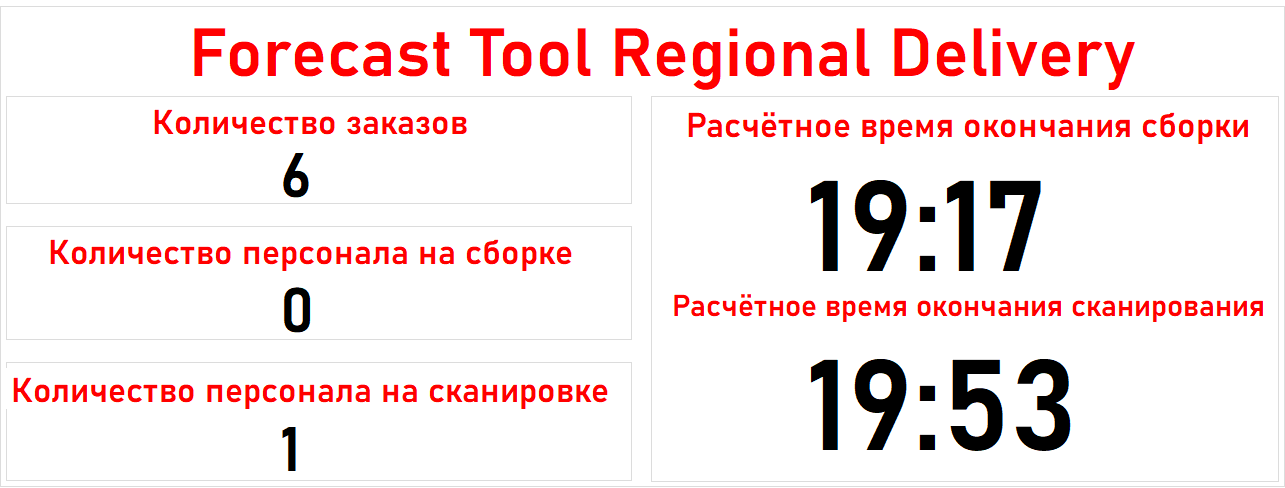 Forecast Tool Regional Delivery
Количество заказов
6
Количество персонала на сборке
0
Количество персонала на сканировке
1
Расчётное время окончания сборки
19:17
Расчётное время окончания сканирования
19:53